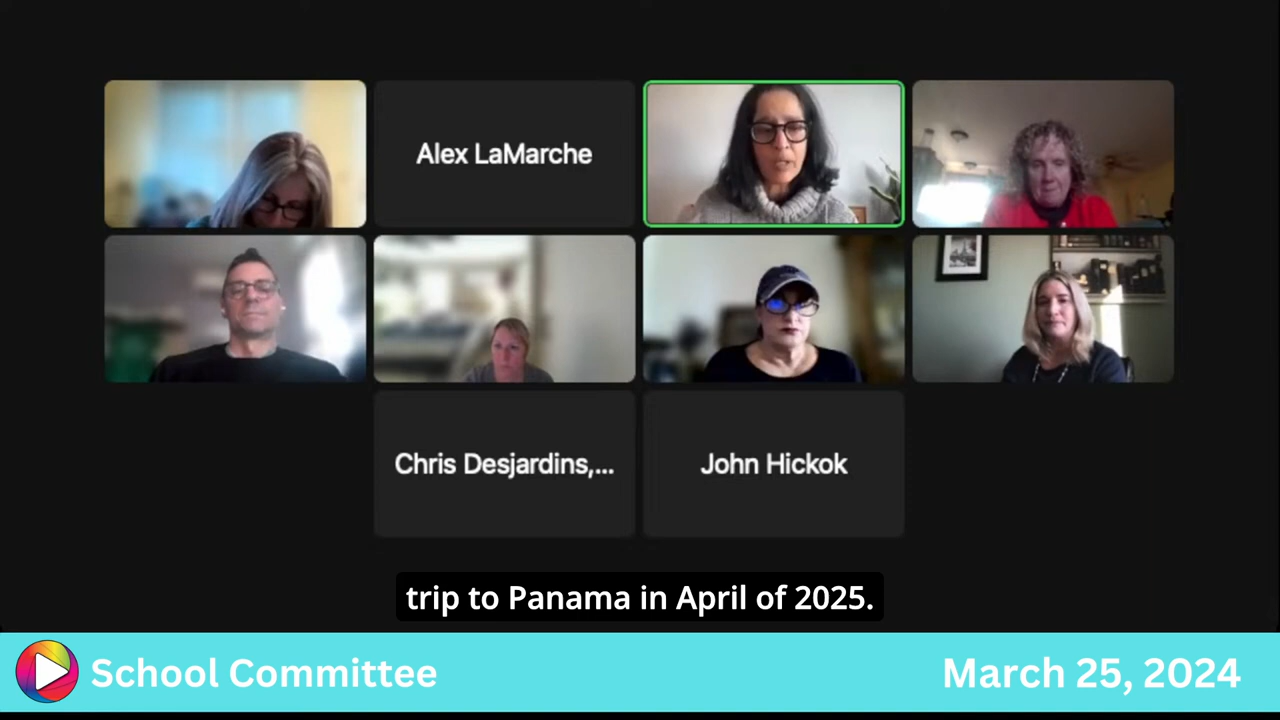 Alex LaMarche
Chris Desjardins,...
John Hickok
trip to Panama in April of 2025.
School Committee
March 25, 2024